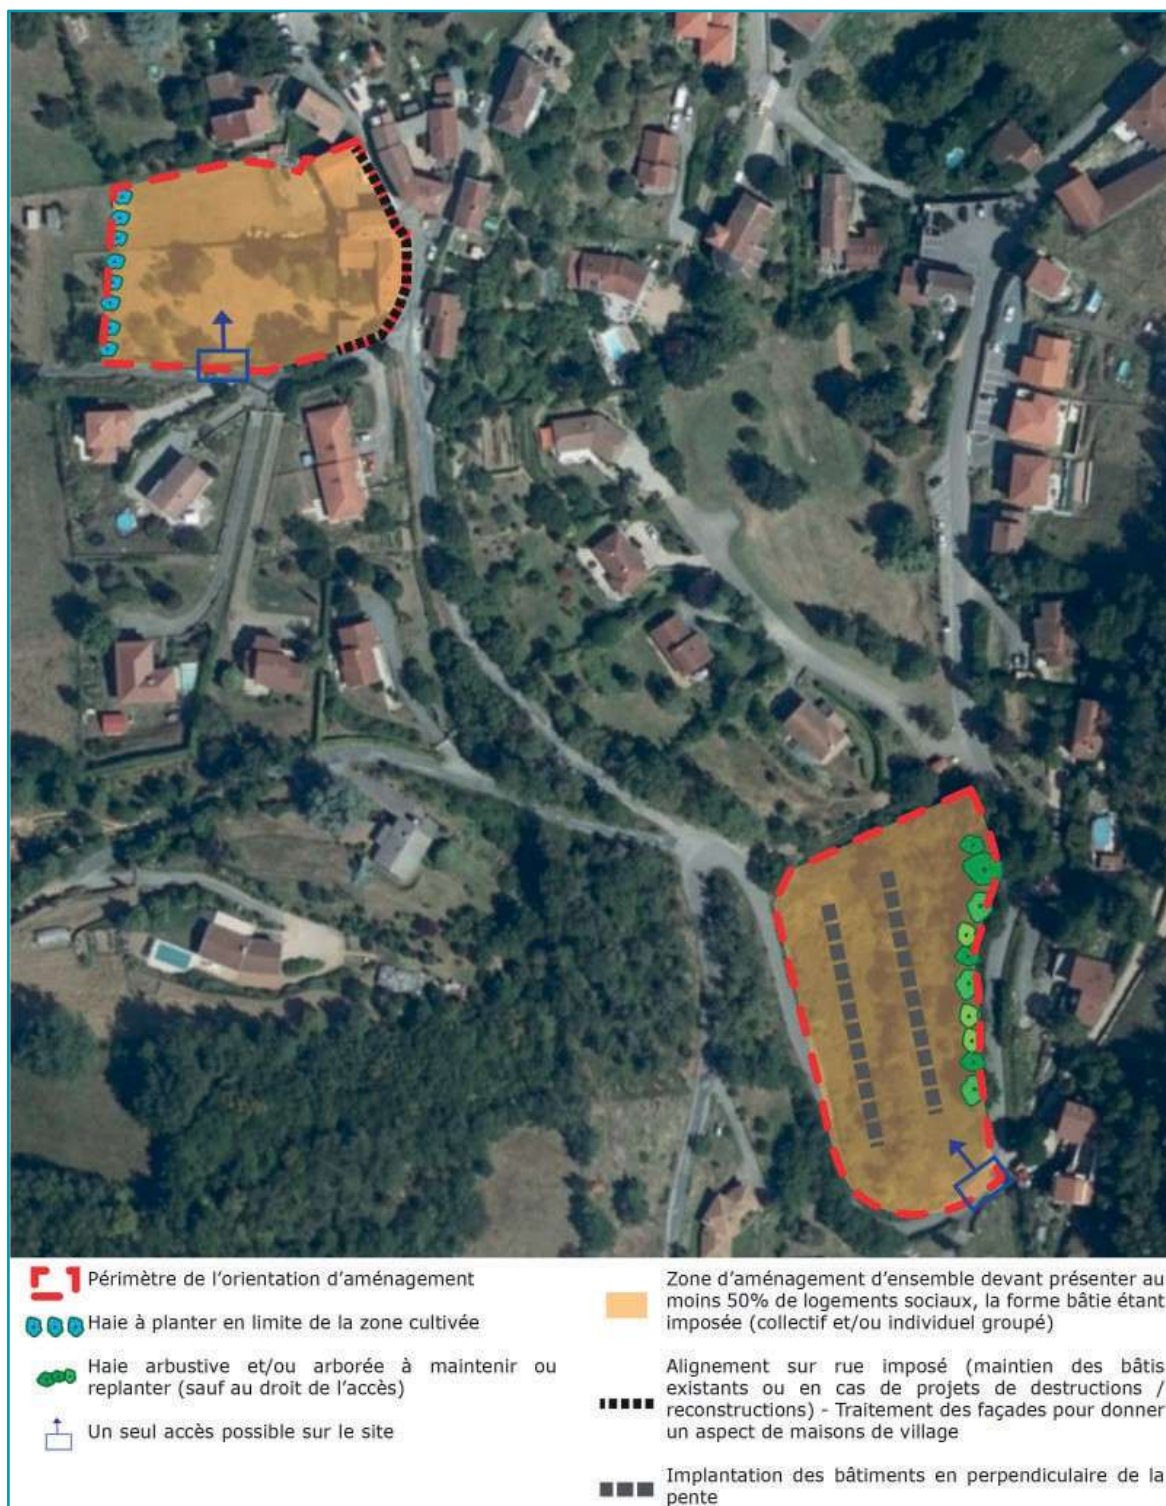 Périmètre de l'orientation d'aménagement
Haie à planter en limite de la zone cultivée
Haie arbustive et/ou arborée à maintenir ou
replanter (sauf au droit de l'accès)
Un seul accès possible sur le site
Zone d'aménagement d'ensemble devant présenter au
moins 50% de logements sociaux, la forme bâtie étant
imposée (collectif et/ou individuel groupé)
Alignement sur rue imposé (maintien des bâtis
existants ou en cas de projets de destructions /
reconstructions) - Traitement des façades pour donner
un aspect de maisons de village
Implantation des bâtiments en perpendiculaire de la
pente